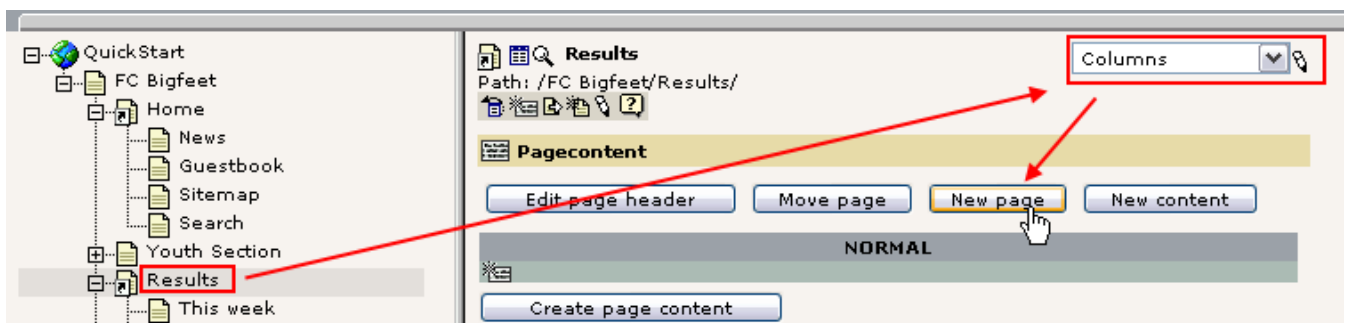 QuickStart
FC Bigfeet
Home
News
Guestbook
Sitemap
Search
Youth Section
Results
This week
Results
Columns
Path: /FC Bigfeet/Results/
Pagecontent
Edit page header Move page New page New content
NORMAL
Create page content